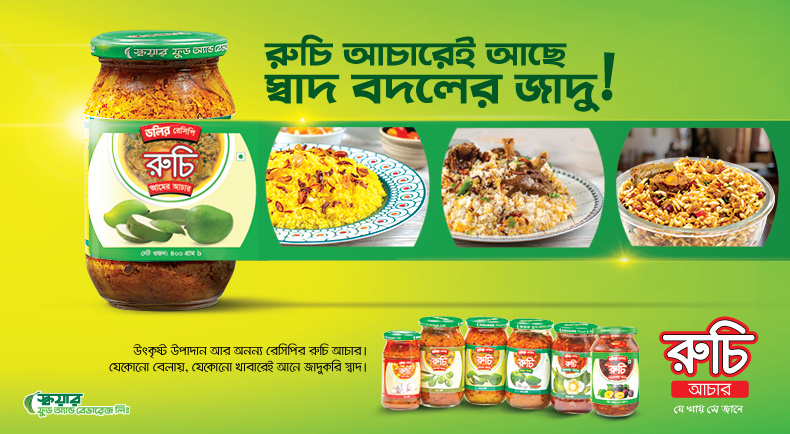 রুচি আচারেই আছে
স্বাদ বদলের জাদু!
স্কয়ার ফুড অ্যান্ড বেভা
ডলির রেসিপি
রুচি
আমের আচার
নেট ওজন: ৪০০ গ্রাম
উৎকৃষ্ট উপাদান আর অনন্য রেসিপির রুচি আচার।
যেকোনো বেলায়, যেকোনো খাবারেই আনে জাদুকরি স্বাদ।
রুচি
রুচি
রুচি
রুচি
রুচি
রুচি
রুচি
আচার
যে খায় সে জানে
স্কয়ার
ফুড অ্যান্ড বেভারেজ লিঃ